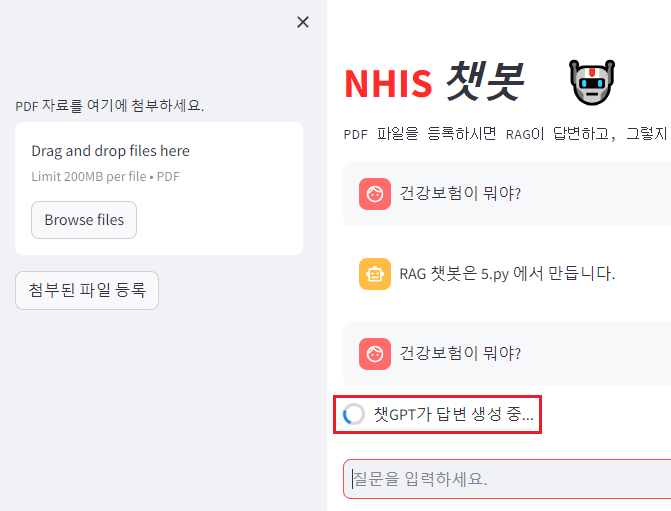 PDF 자료를 여기에 첨부하세요.
Drag and drop files here
Limit 200MB per file • PDF
Browse files
첨부된 파일 등록
NHIS 챗봇
PDF 파일을 등록하시면 RAG이 답변하고, 그렇지
건강보험이 뭐야?
RAG 챗봇은 5.py 에서 만듭니다.
건강보험이 뭐야?
챗GPT가 답변 생성 중...
질문을 입력하세요.